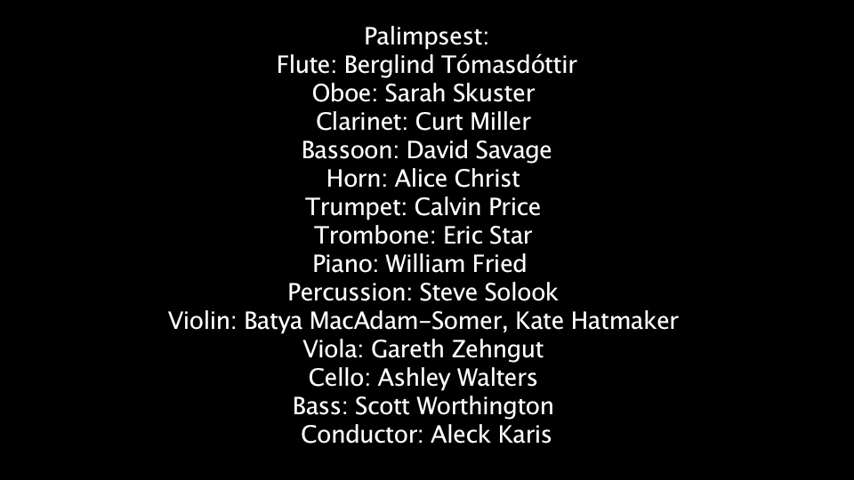 Palimpsest:
Flute: Berglind Tómasdóttir
Oboe: Sarah Skuster
Clarinet: Curt Miller
Bassoon: David Savage
Horn: Alice Christ
Trumpet: Calvin Price
Trombone: Eric Star
Piano: William Fried
Percussion: Steve Solook
Violin: Batya MacAdam-Somer, Kate Hatmaker
Viola: Gareth Zehngut
Cello: Ashley Walters
Bass: Scott Worthington
Conductor: Aleck Karis